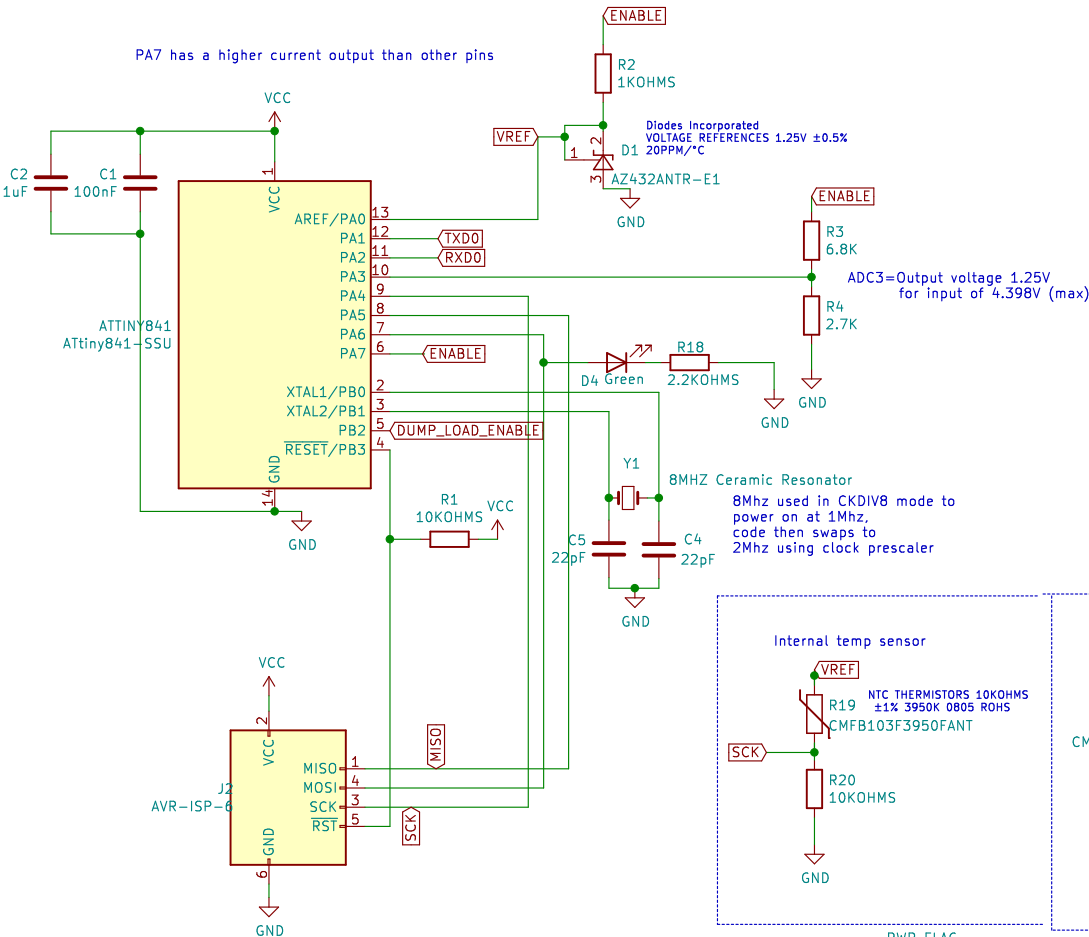 ENABLE
PA7 has a higher current output than other pins
R2
1KOHMS
VCC
Diodes Incorporated
VOLTAGE REFERENCES 1.25V ±0.5%
20PPM/°C
VREF
2
1
D1
3
AZ432ANTR-E1
GND
C2
1uF
C1
100nF
1
VCC
ENABLE
R3
6.8K
AREF/PA0
13
PA1
12
TXD0
PA2
11
RXD0
PA3
10
PA4
9
PA5
8
PA6
7
PA7
6
ENABLE
ADC3=Output voltage 1.25V
for input of 4.398V (max)
R4
2.7K
GND
ATTINY841
ATtiny841-SSU
D4
Green
R18
2.2KOHMS
GND
XTAL1/PB0
2
XTAL2/PB1
3
PB2
5
DUMP_LOAD_ENABLE
RESET/PB3
4
GND
14
GND
R1
10KOHMS
VCC
Y1
8MHZ Ceramic Resonator
8Mhz used in CKDIV8 mode to
power on at 1Mhz,
code then swaps to
2Mhz using clock prescaler
C5
22pF
C4
22pF
GND
Internal temp sensor
VREF
R19
NTC THERMISTORS 10KOHMS
±1% 3950K 0805 ROHS
CMFB103F3950FANT
SCK
R20
10KOHMS
GND
CM
VCC
2
VCC
MISO
1
MOSI
4
SCK
3
RST
5
MISO
SCK
J2
AVR-ISP-6
GND
6
GND